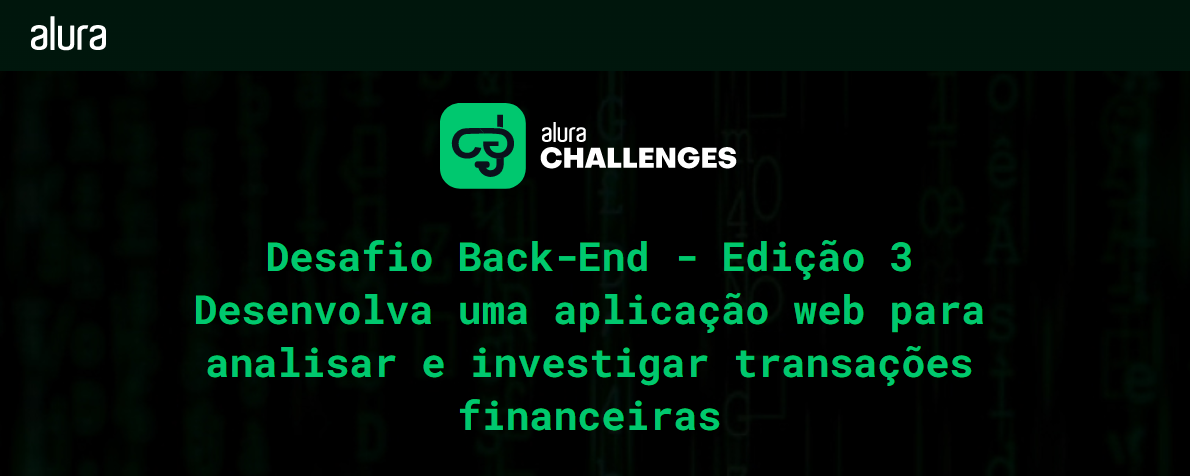 alura
alura
CHALLENGES
Desafio Back-End - Edição 3
Desenvolva uma aplicação web para
analisar e investigar transações
financeiras